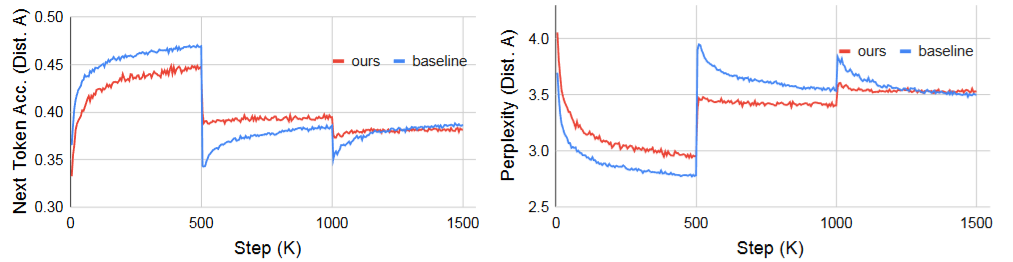 Next Token Acc. (Dist. A)
0.50
0.45
0.40
0.35
0.30
ours
baseline
0
500
1000
1500
Step (K)
Perplexity (Dist. A)
4.0
3.5
3.0
2.5
ours
baseline
0
500
1000
1500
Step (K)